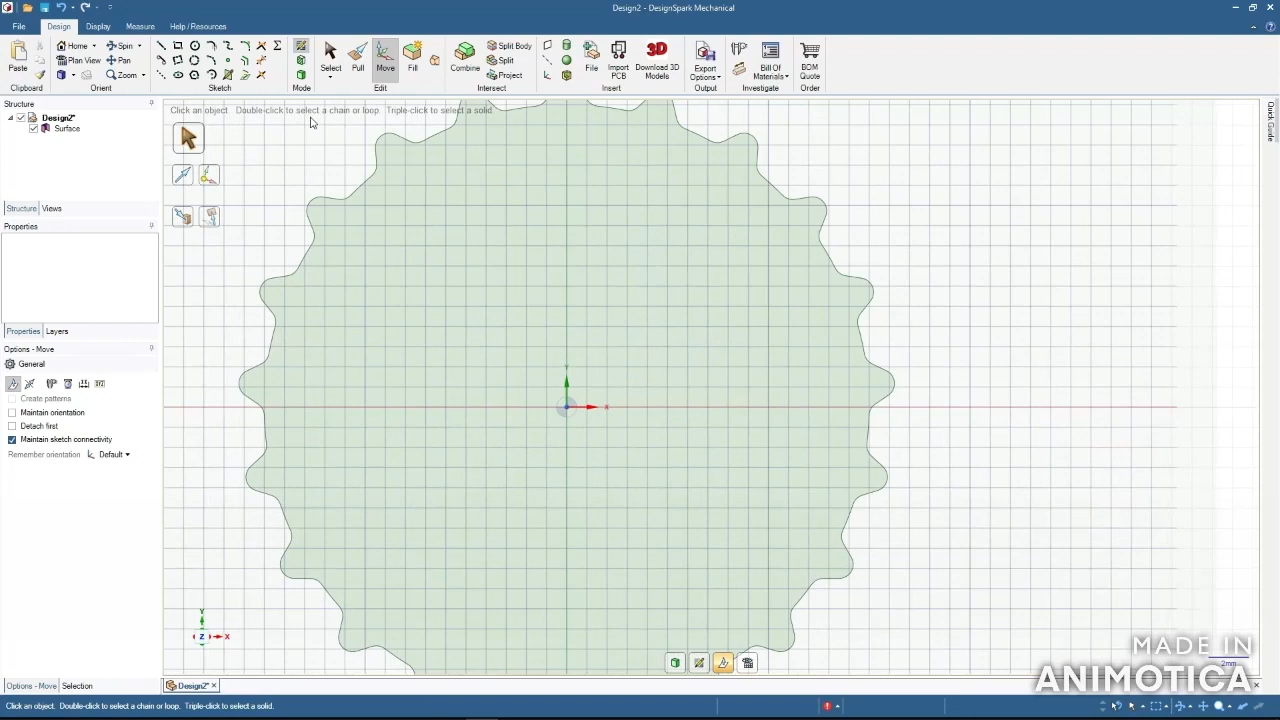 Design2 - DesignSpark Mechanical
File Design Display Measure Help / Resources
Home Spin Split Body
Paste Plan View Pan Select Pull Move Fill Combine Split File Import PCB Download 3D Models Export Options Bill Of Materials BOM Quote
Zoom Project
Clipboard Orient Sketch Mode Edit Intersect Insert Output Investigate Order
Structure
Click an object Double-click to select a chain or loop Triple-click to select a solid
Quick Guide
Design2*
Surface
Structure Views
Properties
Properties Layers
Options - Move
General
Create patterns
Maintain orientation
Detach first
Maintain sketch connectivity
Remember orientation Default
Y
X
Y
Z X
MADE IN
2mm
ANIMOTICA
Options - Move Selection
Design2*
Click an object. Double-click to select a chain or loop. Triple-click to select a solid.